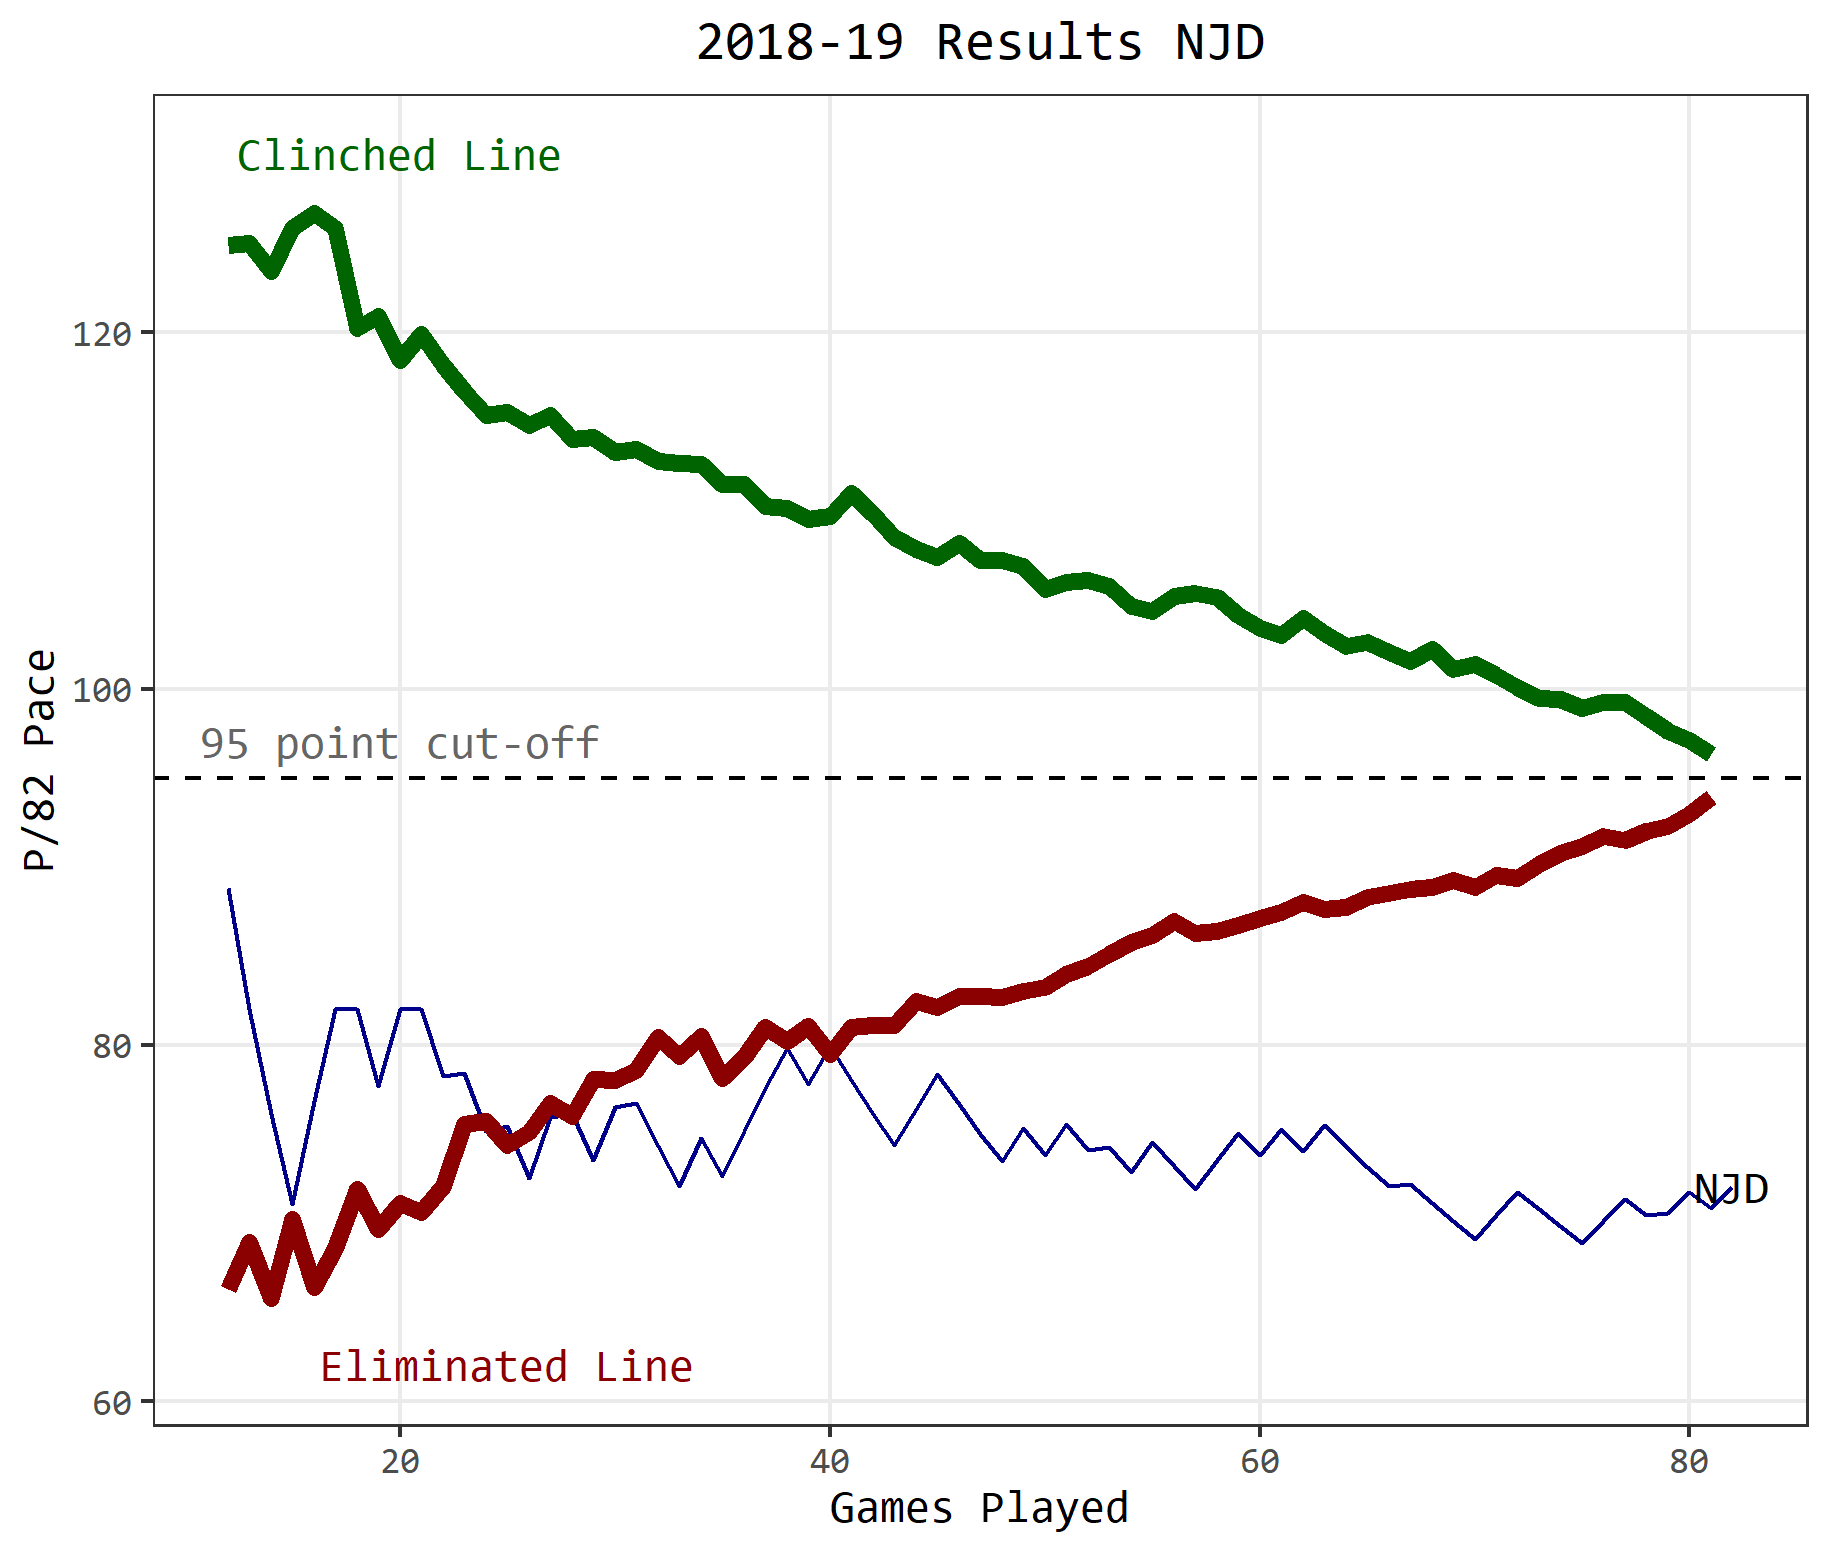 2018-19 Results NJD
Clinched Line
120
100
95 point cut-off
P/82 Pace
80
NJD
Eliminated Line
60
20 40 60 80
Games Played